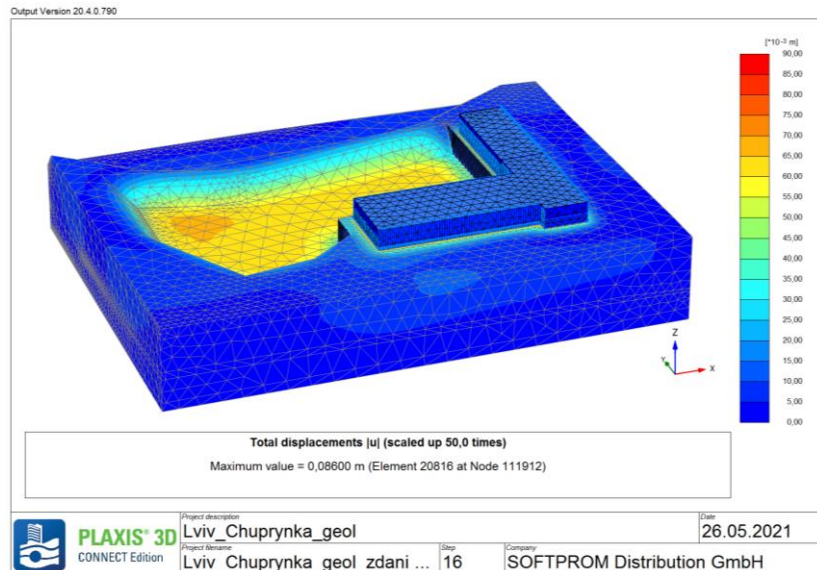 Output Version 20.4.0.790
[*10⁻³ m]
90,00
85,00
80,00
75,00
70,00
65,00
60,00
55,00
50,00
45,00
40,00
35,00
30,00
25,00
20,00
15,00
10,00
5,00
0,00
Z
Y
X
Total displacements |u| (scaled up 50,0 times)
Maximum value = 0,08600 m (Element 20816 at Node 111912)
PLAXIS® 3D
CONNECT Edition
Project description
Lviv_Chuprynka_geol
Date
26.05.2021
Project filename
Lviv_Chuprynka_geol_zdani ...
Step
16
Company
SOFTPROM Distribution GmbH